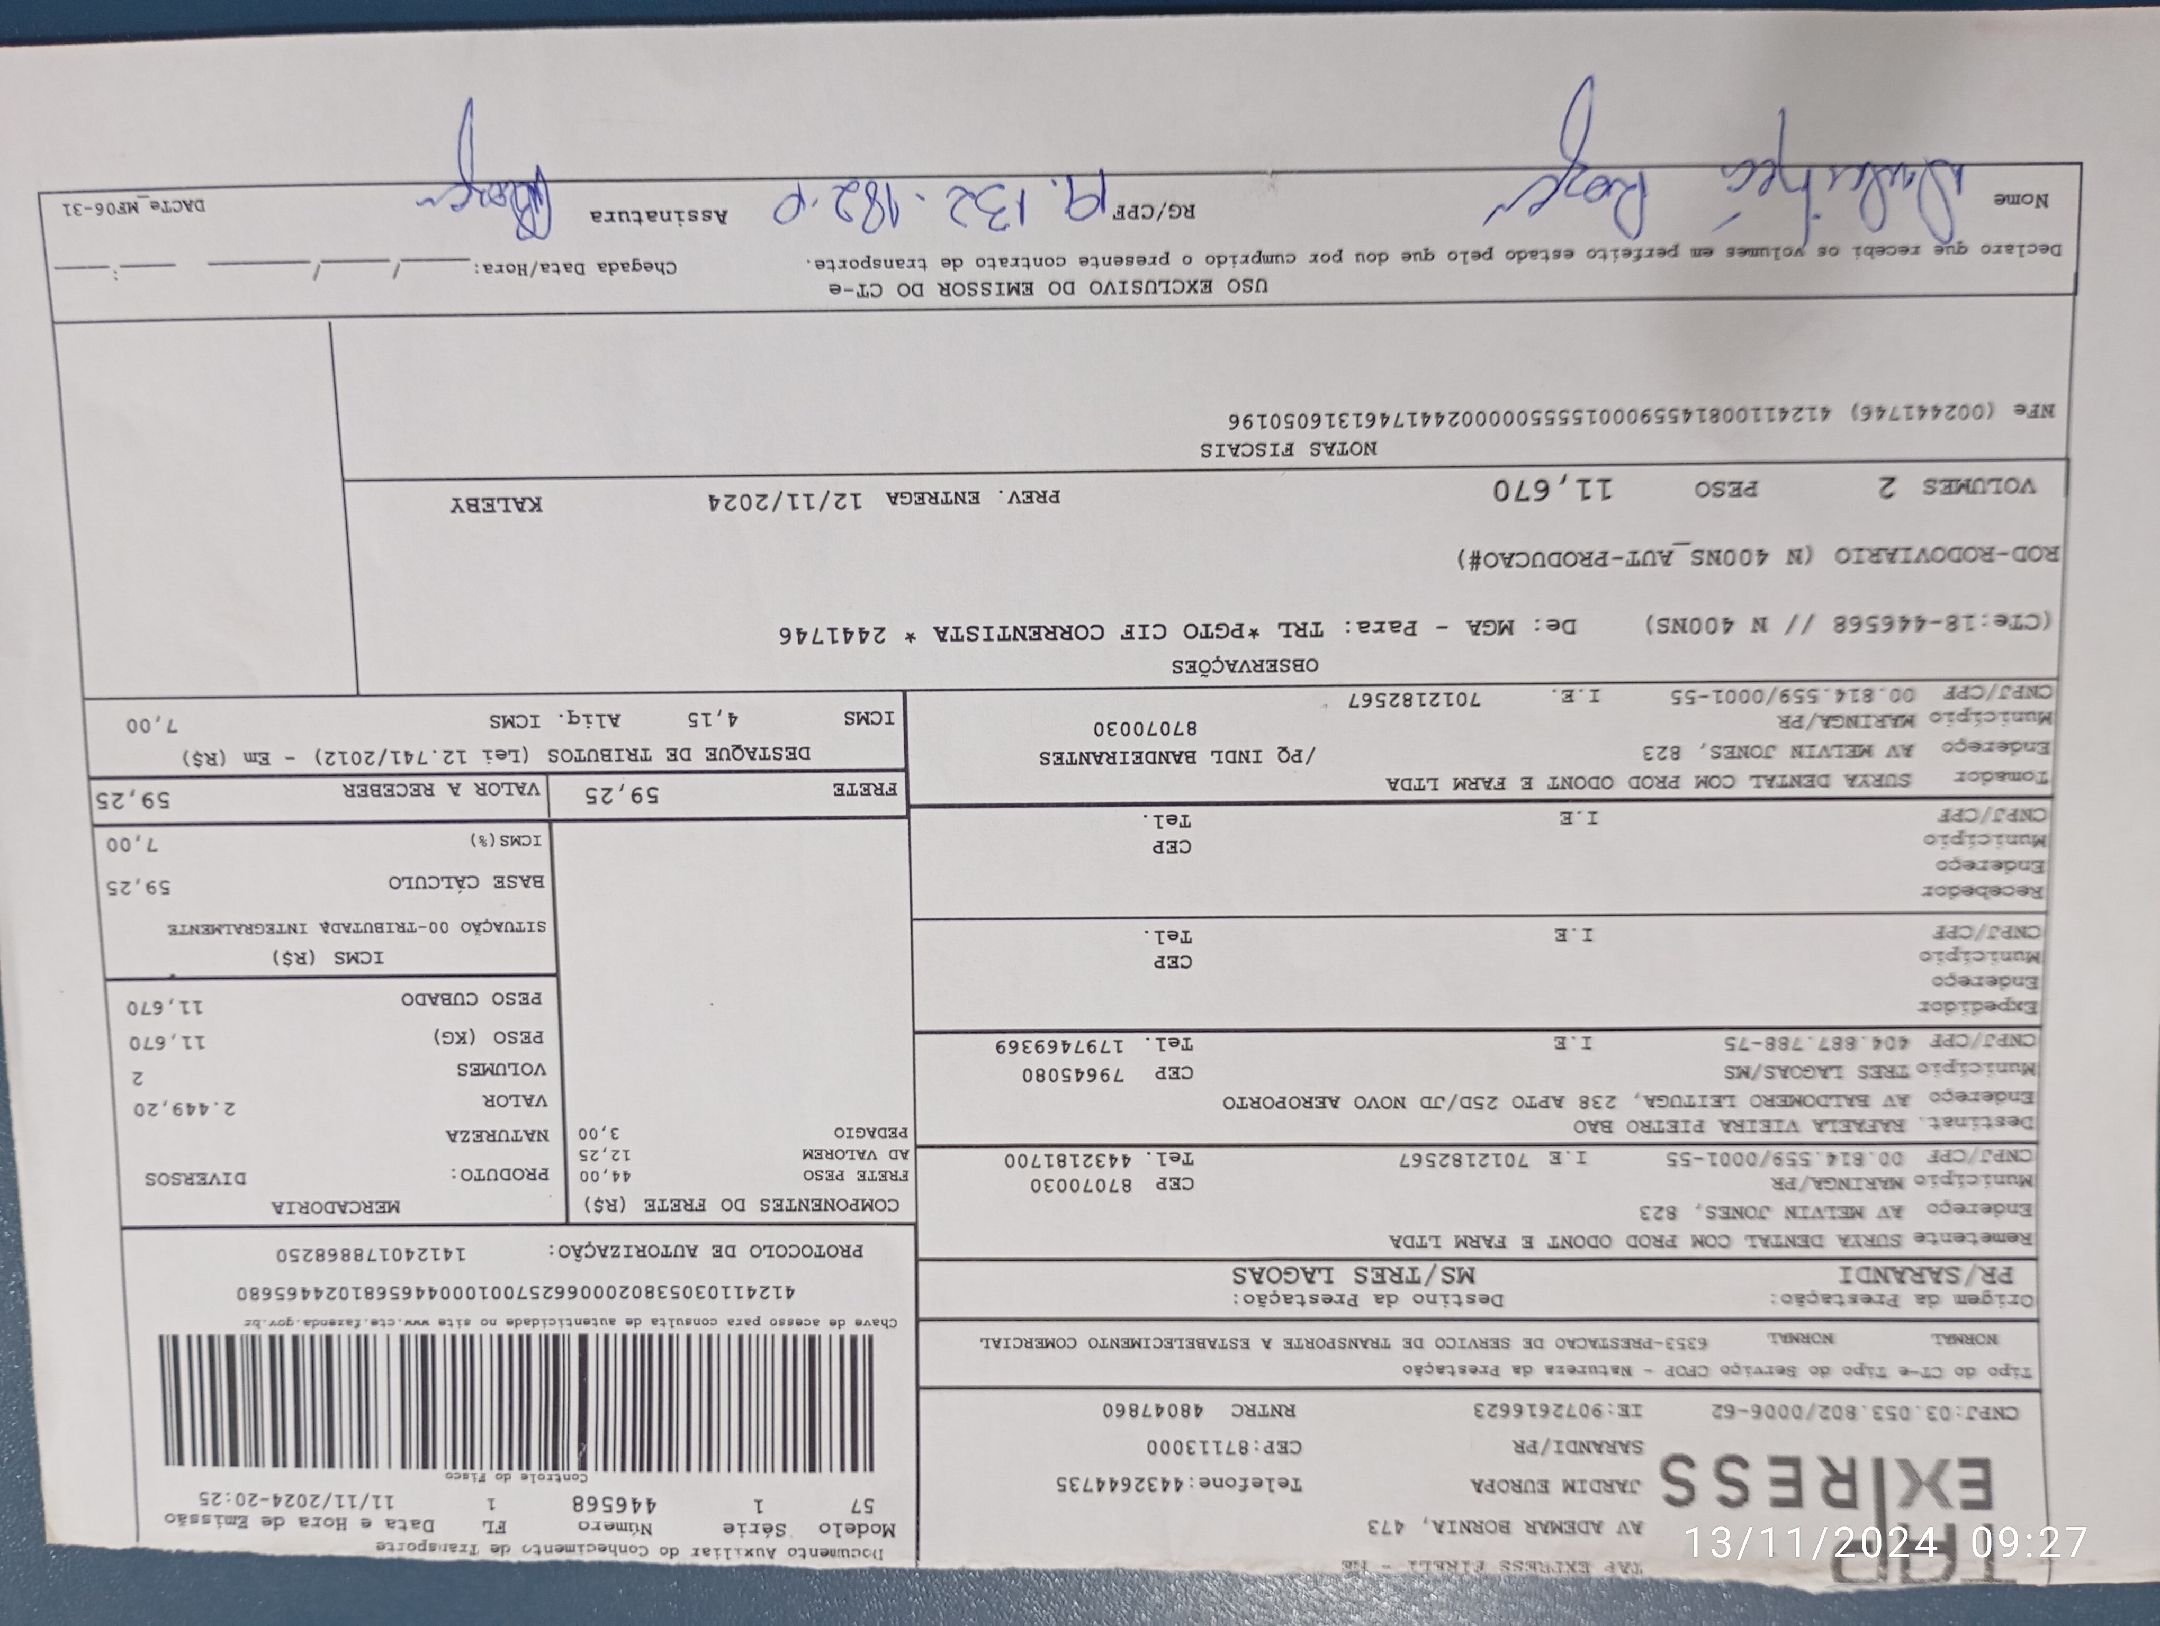 TAP EXPRESS EIRELI - ME
AV ADEMAR BORNIA, 473
JARDIM EUROPA Telefone:4432644735
SARANDI/PR CEP:87113000
CNPJ:03.053.802/0006-62 IE:9072616623 RNTRC 48047860
TAP
EXPRESS
Documento Auxiliar do Conhecimento de Transporte
Modelo Série Número FL Data e Hora de Emissão
57 1 446568 1 11/11/2024-20:25
Controle do Fisco
Chave de acesso para consulta de autenticidade no site www.cte.fazenda.gov.br
41241103053802000662570010004465681024465680
PROTOCOLO DE AUTORIZAÇÃO: 141240178868250
Tipo do CT-e Tipo do Serviço CFOP - Natureza da Prestação
NORMAL NORMAL 6353-PRESTACAO DE SERVICO DE TRANSPORTE A ESTABELECIMENTO COMERCIAL
Origem da Prestação: Destino da Prestação:
PR/SARANDI MS/TRES LAGOAS
Remetente SURYA DENTAL COM PROD ODONT E FARM LTDA
Endereço AV MELVIN JONES, 823
Município MARINGA/PR CEP 87070030
CNPJ/CPF 00.814.559/0001-55 I.E 7012182567 Tel. 4432181700
Destinat. RAFAELA VIEIRA PIETRO BAO
Endereço AV BALDOMERO LEITUGA, 238 APTO 25D/JD NOVO AEROPORTO
Município TRES LAGOAS/MS CEP 79645080
CNPJ/CPF 404.887.788-75 I.E Tel. 1797469369
Expedidor
Endereço
Município CEP
CNPJ/CPF I.E Tel.
Recebedor
Endereço
Município CEP
CNPJ/CPF I.E Tel.
Tomador SURYA DENTAL COM PROD ODONT E FARM LTDA
Endereço AV MELVIN JONES, 823 /PQ INDL BANDEIRANTES
Município MARINGA/PR 87070030
CNPJ/CPF 00.814.559/0001-55 I.E. 7012182567
COMPONENTES DO FRETE (R$)
FRETE PESO 44,00
AD VALOREM 12,25
PEDAGIO 3,00
MERCADORIA
PRODUTO: DIVERSOS
NATUREZA
VALOR 2.449,20
VOLUMES 2
PESO (KG) 11,670
PESO CUBADO 11,670
ICMS (R$)
SITUAÇÃO 00-TRIBUTADA INTEGRALMENTE
BASE CÁLCULO 59,25
ICMS(%) 7,00
FRETE 59,25 VALOR A RECEBER 59,25
DESTAQUE DE TRIBUTOS (Lei 12.741/2012) - Em (R$)
ICMS 4,15 Aliq. ICMS 7,00
OBSERVAÇÕES
(CTe:18-446568 // N 400NS) De: MGA - Para: TRL *PGTO CIF CORRENTISTA * 2441746
ROD-RODOVIARIO (N 400NS_AUT-PRODUCAO#)
VOLUMES 2 PESO 11,670 PREV. ENTREGA 12/11/2024 KALEBY
NOTAS FISCAIS
NFe (002441746) 41241100814559000155550000024417461316050196
USO EXCLUSIVO DO EMISSOR DO CT-e
Declaro que recebi os volumes em perfeito estado pelo que dou por cumprido o presente contrato de transporte. Chegada Data/Hora: ____/____/____ ___:___
Nome RG/CPF 19.132.182. Assinatura DACTe_MF06-31
13/11/2024 09:27